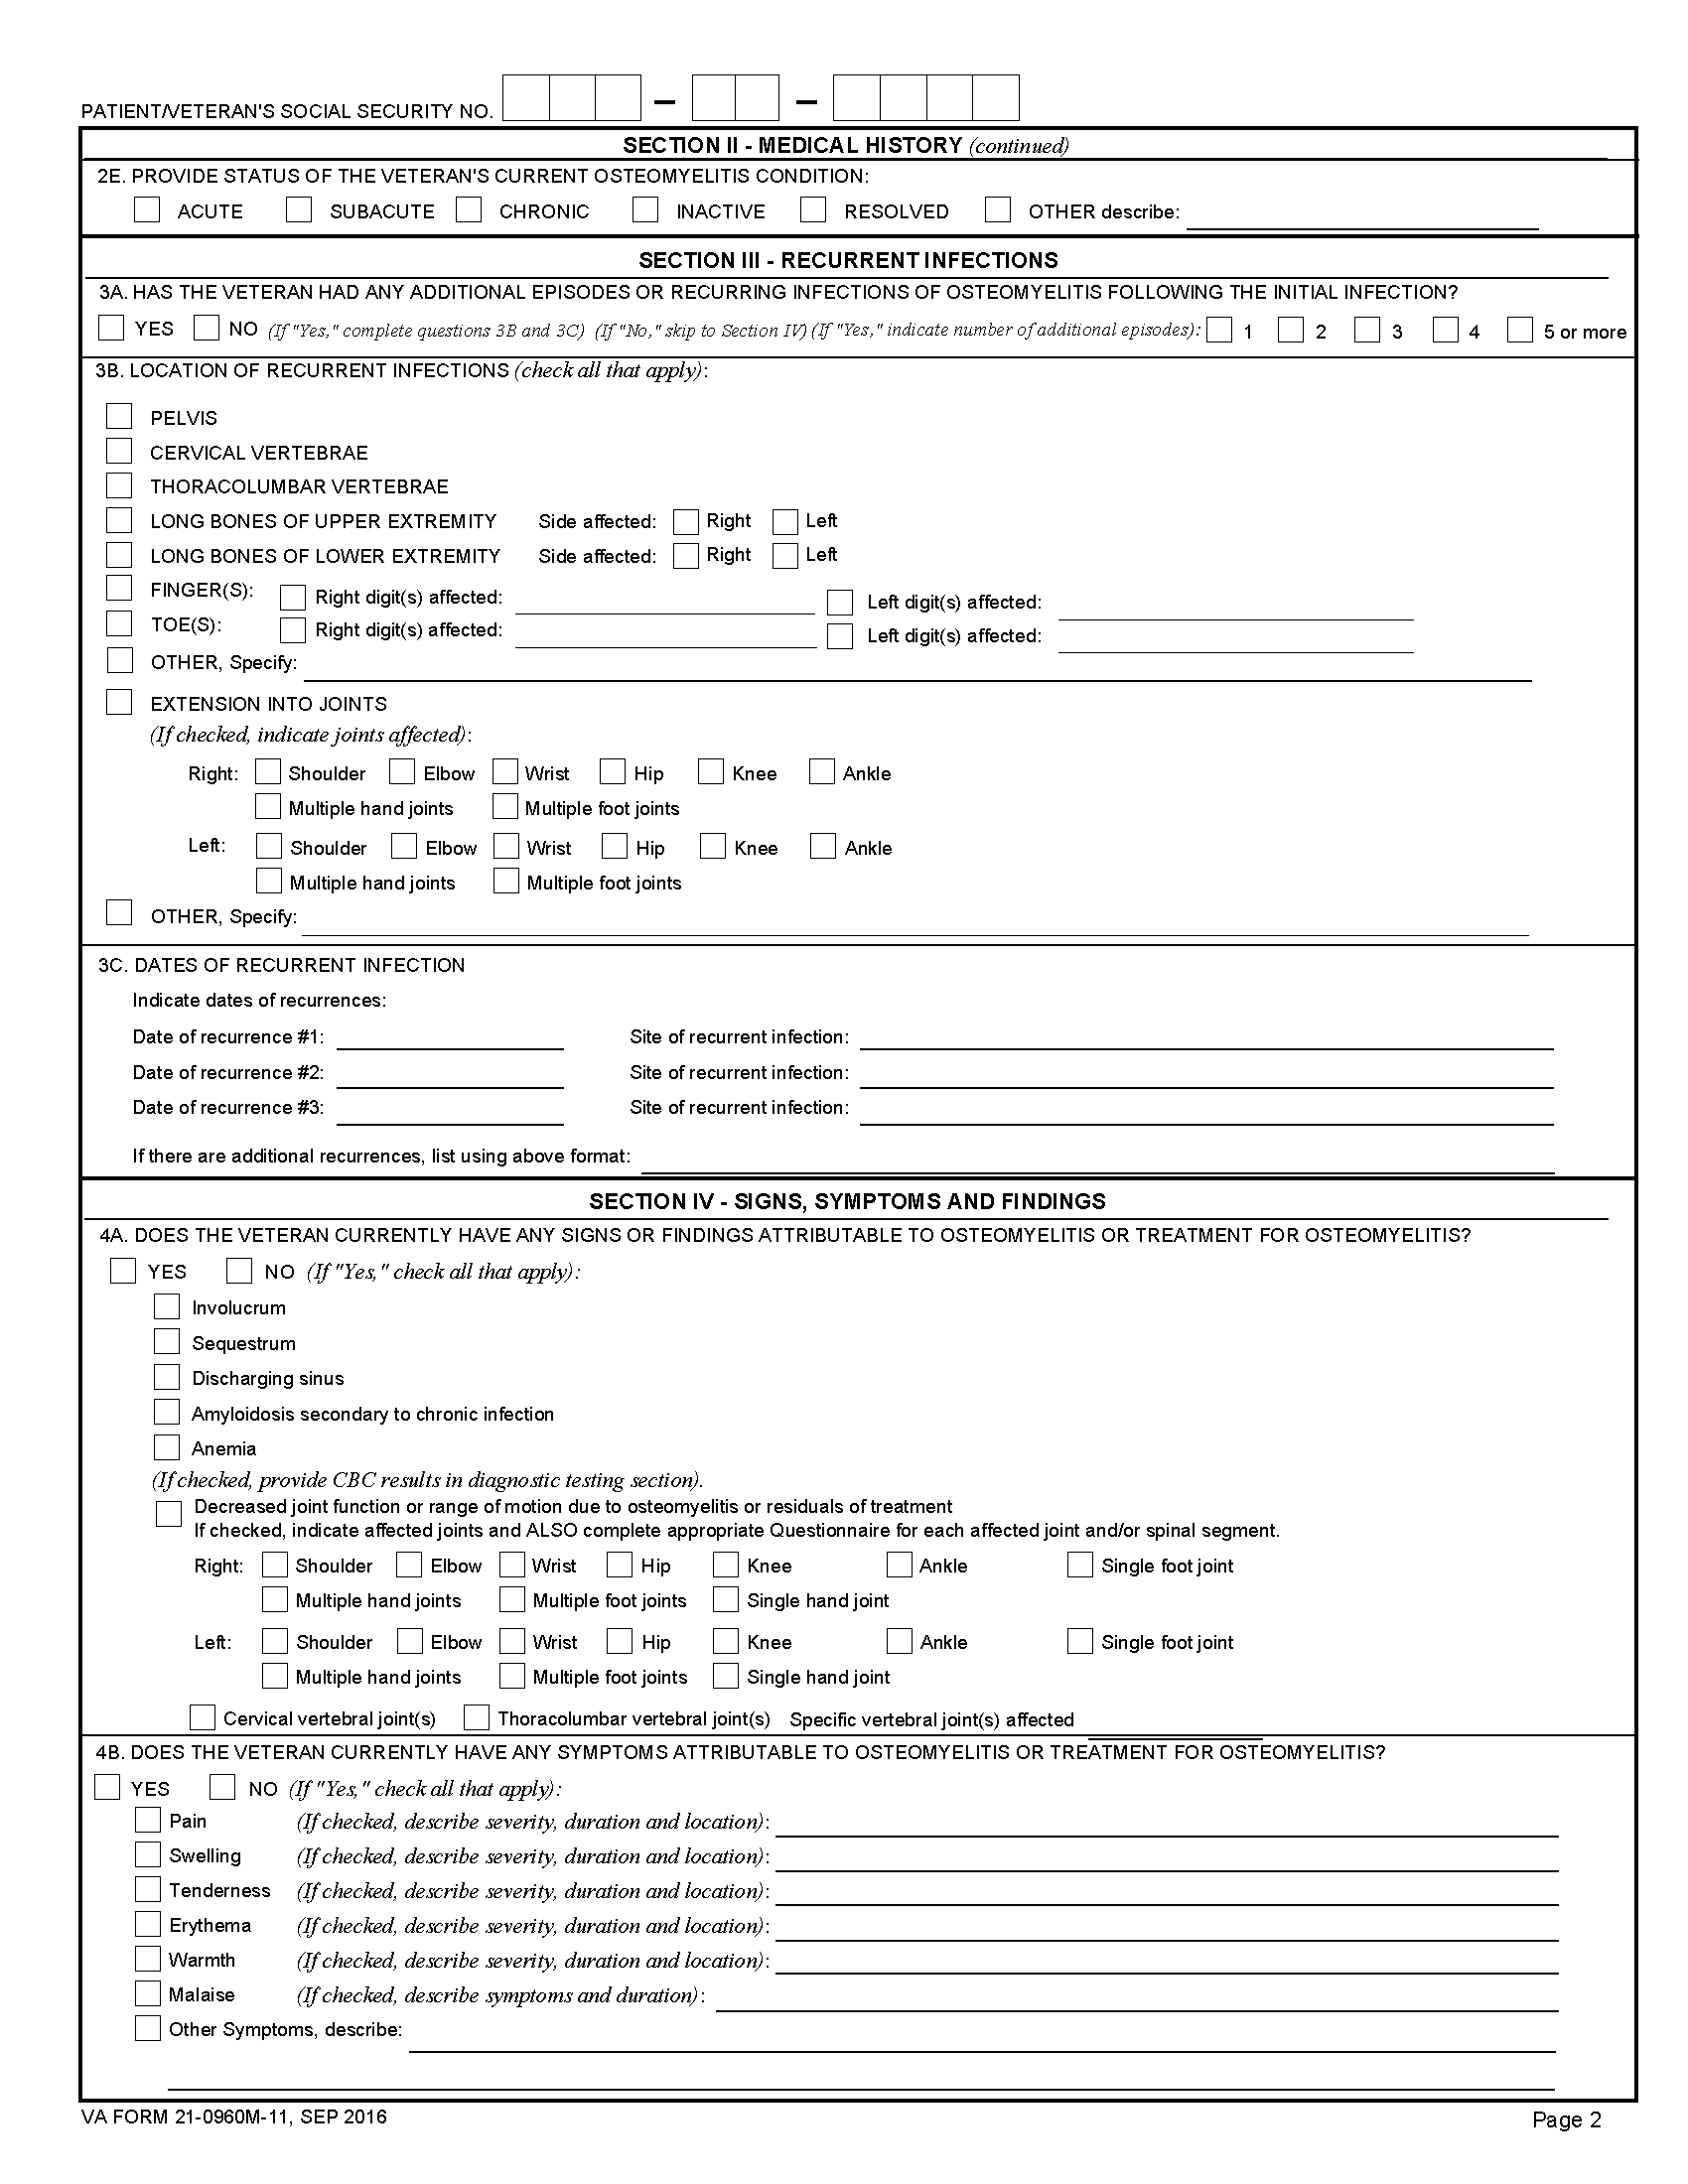 PATIENT/VETERAN'S SOCIAL SECURITY NO. – –
SECTION II - MEDICAL HISTORY (continued)
2E. PROVIDE STATUS OF THE VETERAN'S CURRENT OSTEOMYELITIS CONDITION:
ACUTE SUBACUTE CHRONIC INACTIVE RESOLVED OTHER describe:
SECTION III - RECURRENT INFECTIONS
3A. HAS THE VETERAN HAD ANY ADDITIONAL EPISODES OR RECURRING INFECTIONS OF OSTEOMYELITIS FOLLOWING THE INITIAL INFECTION?
YES NO (If "Yes," complete questions 3B and 3C) (If "No," skip to Section IV) (If "Yes," indicate number of additional episodes): 1 2 3 4 5 or more
3B. LOCATION OF RECURRENT INFECTIONS (check all that apply):
PELVIS
CERVICAL VERTEBRAE
THORACOLUMBAR VERTEBRAE
LONG BONES OF UPPER EXTREMITY Side affected: Right Left
LONG BONES OF LOWER EXTREMITY Side affected: Right Left
FINGER(S): Right digit(s) affected: Left digit(s) affected:
TOE(S): Right digit(s) affected: Left digit(s) affected:
OTHER, Specify:
EXTENSION INTO JOINTS
(If checked, indicate joints affected):
Right: Shoulder Elbow Wrist Hip Knee Ankle
Multiple hand joints Multiple foot joints
Left: Shoulder Elbow Wrist Hip Knee Ankle
Multiple hand joints Multiple foot joints
OTHER, Specify:
3C. DATES OF RECURRENT INFECTION
Indicate dates of recurrences:
Date of recurrence #1: Site of recurrent infection:
Date of recurrence #2: Site of recurrent infection:
Date of recurrence #3: Site of recurrent infection:
If there are additional recurrences, list using above format:
SECTION IV - SIGNS, SYMPTOMS AND FINDINGS
4A. DOES THE VETERAN CURRENTLY HAVE ANY SIGNS OR FINDINGS ATTRIBUTABLE TO OSTEOMYELITIS OR TREATMENT FOR OSTEOMYELITIS?
YES NO (If "Yes," check all that apply):
Involucrum
Sequestrum
Discharging sinus
Amyloidosis secondary to chronic infection
Anemia
(If checked, provide CBC results in diagnostic testing section).
Decreased joint function or range of motion due to osteomyelitis or residuals of treatment
If checked, indicate affected joints and ALSO complete appropriate Questionnaire for each affected joint and/or spinal segment.
Right: Shoulder Elbow Wrist Hip Knee Ankle Single foot joint
Multiple hand joints Multiple foot joints Single hand joint
Left: Shoulder Elbow Wrist Hip Knee Ankle Single foot joint
Multiple hand joints Multiple foot joints Single hand joint
Cervical vertebral joint(s) Thoracolumbar vertebral joint(s) Specific vertebral joint(s) affected
4B. DOES THE VETERAN CURRENTLY HAVE ANY SYMPTOMS ATTRIBUTABLE TO OSTEOMYELITIS OR TREATMENT FOR OSTEOMYELITIS?
YES NO (If "Yes," check all that apply):
Pain (If checked, describe severity, duration and location):
Swelling (If checked, describe severity, duration and location):
Tenderness (If checked, describe severity, duration and location):
Erythema (If checked, describe severity, duration and location):
Warmth (If checked, describe severity, duration and location):
Malaise (If checked, describe symptoms and duration):
Other Symptoms, describe:
VA FORM 21-0960M-11, SEP 2016 Page 2